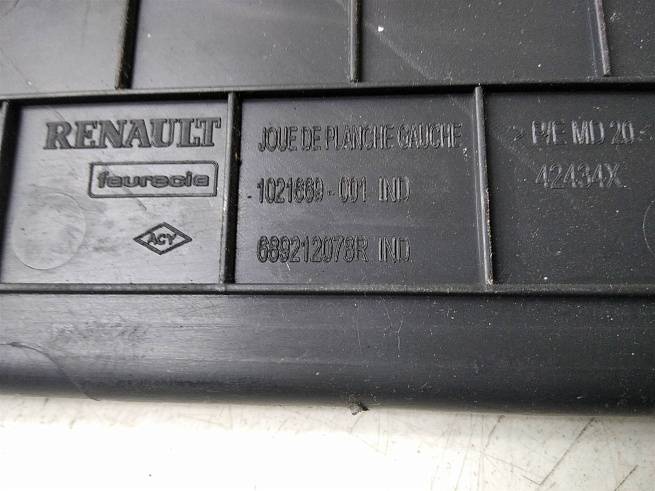 RENAULT
faurecia
ACY
JOUE DE PLANCHE GAUCHE
1021669-001 IND
689212078R IND
> P/E MD 20 <
42434X